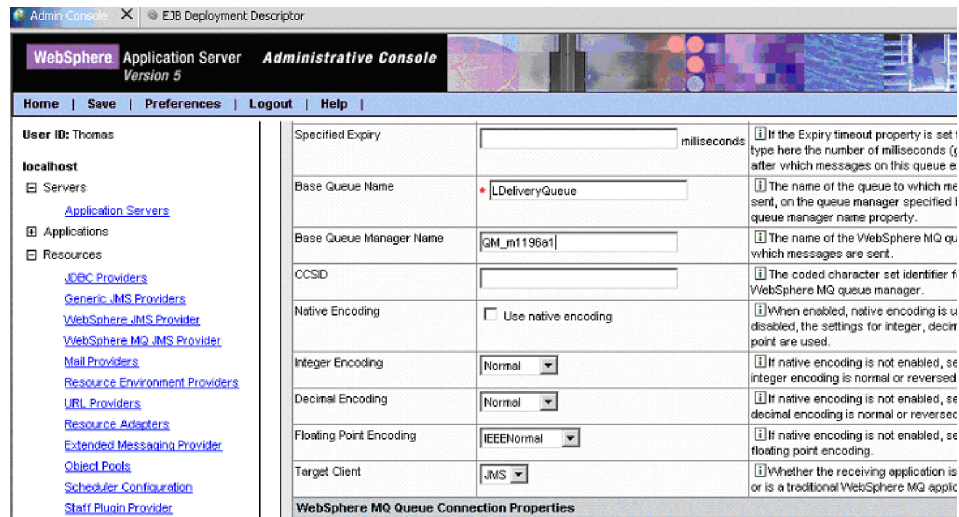 Admin Console X EJB Deployment Descriptor
WebSphere Application Server Administrative Console
Version 5
Home | Save | Preferences | Logout | Help |
User ID: Thomas
localhost
Servers
Application Servers
Applications
Resources
JDBC Providers
Generic JMS Providers
WebSphere JMS Provider
WebSphere MQ JMS Provider
Mail Providers
Resource Environment Providers
URL Providers
Resource Adapters
Extended Messaging Provider
Object Pools
Scheduler Configuration
Staff Plugin Provider
Specified Expiry
milliseconds
i If the Expiry timeout property is set
type here the number of milliseconds
after which messages on this queue
Base Queue Name
* LDeliveryQueue
i The name of the queue to which
sent, on the queue manager specified
queue manager name property.
Base Queue Manager Name
QM_m1196a1
i The name of the WebSphere MQ
which messages are sent.
CCSID
i The coded character set identifier
WebSphere MQ queue manager.
Native Encoding
Use native encoding
i When enabled, native encoding is
disabled, the settings for integer,
point are used.
Integer Encoding
Normal
i If native encoding is not enabled,
integer encoding is normal or reversed
Decimal Encoding
Normal
i If native encoding is not enabled,
decimal encoding is normal or reversed
Floating Point Encoding
IEEENormal
i If native encoding is not enabled,
floating point encoding.
Target Client
JMS
i Whether the receiving application is
or is a traditional WebSphere MQ
WebSphere MQ Queue Connection Properties